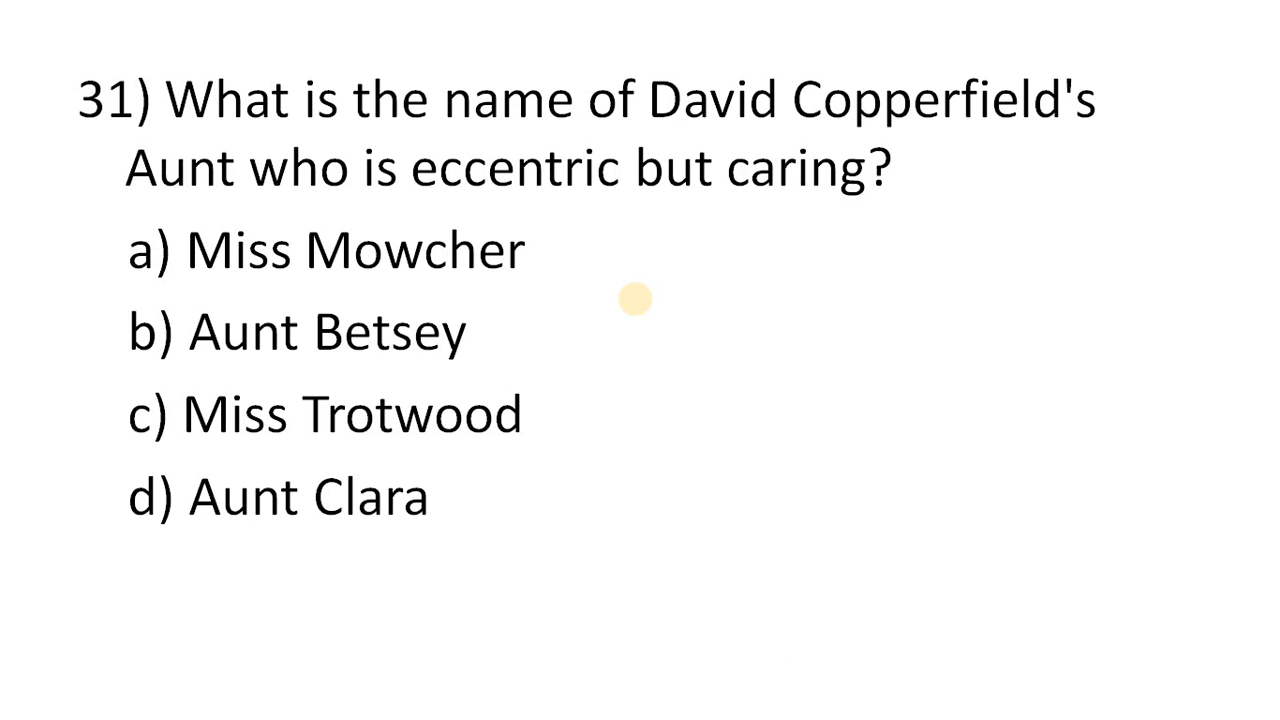 31) What is the name of David Copperfield's
Aunt who is eccentric but caring?
a) Miss Mowcher
b) Aunt Betsey
c) Miss Trotwood
d) Aunt Clara